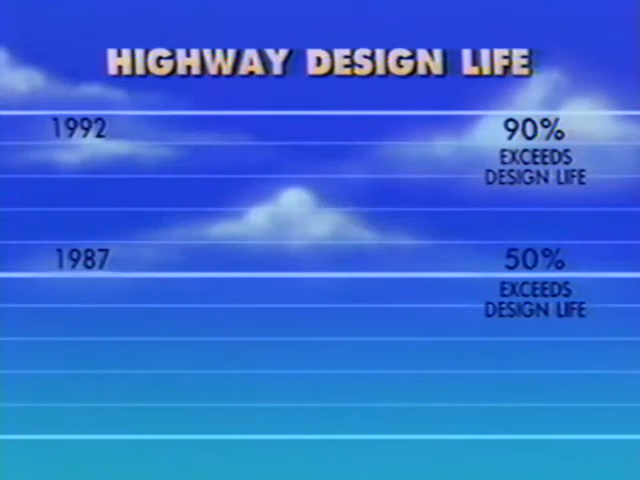 HIGHWAY DESIGN LIFE
1992 90%
EXCEEDS
DESIGN LIFE
1987 50%
EXCEEDS
DESIGN LIFE